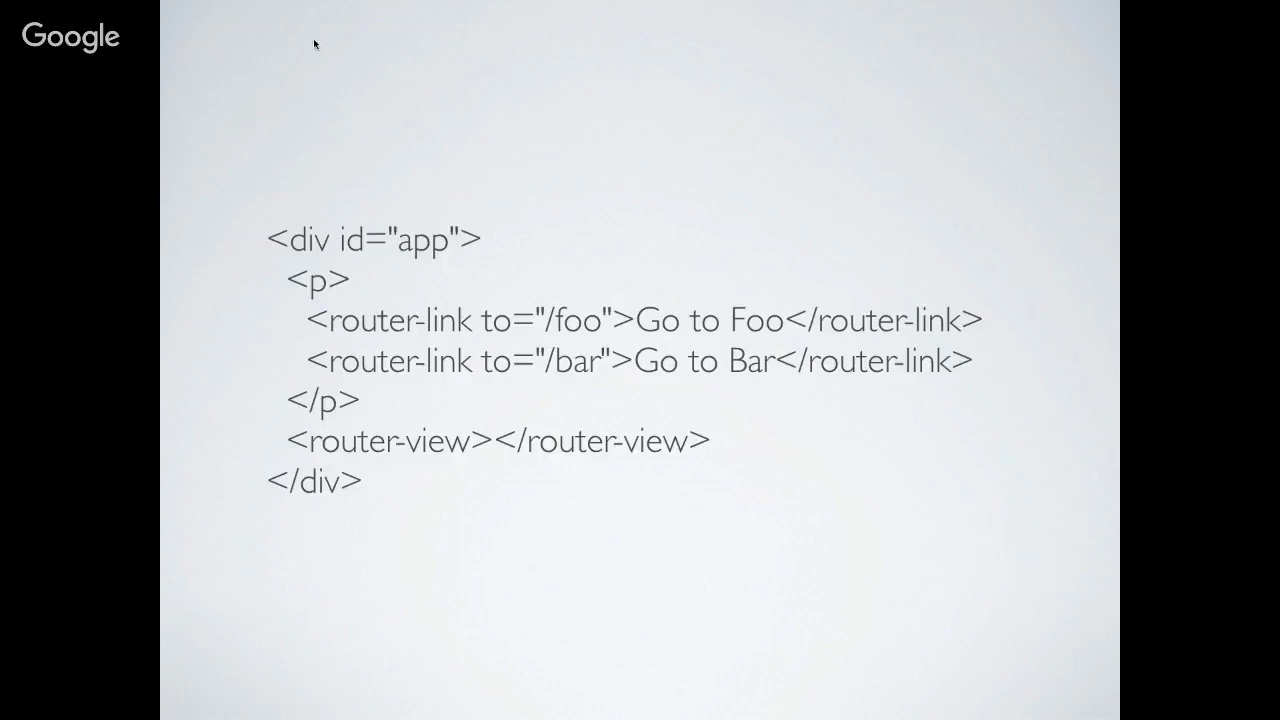 Google
<div id="app">
<p>
<router-link to="/foo">Go to Foo</router-link>
<router-link to="/bar">Go to Bar</router-link>
</p>
<router-view></router-view>
</div>